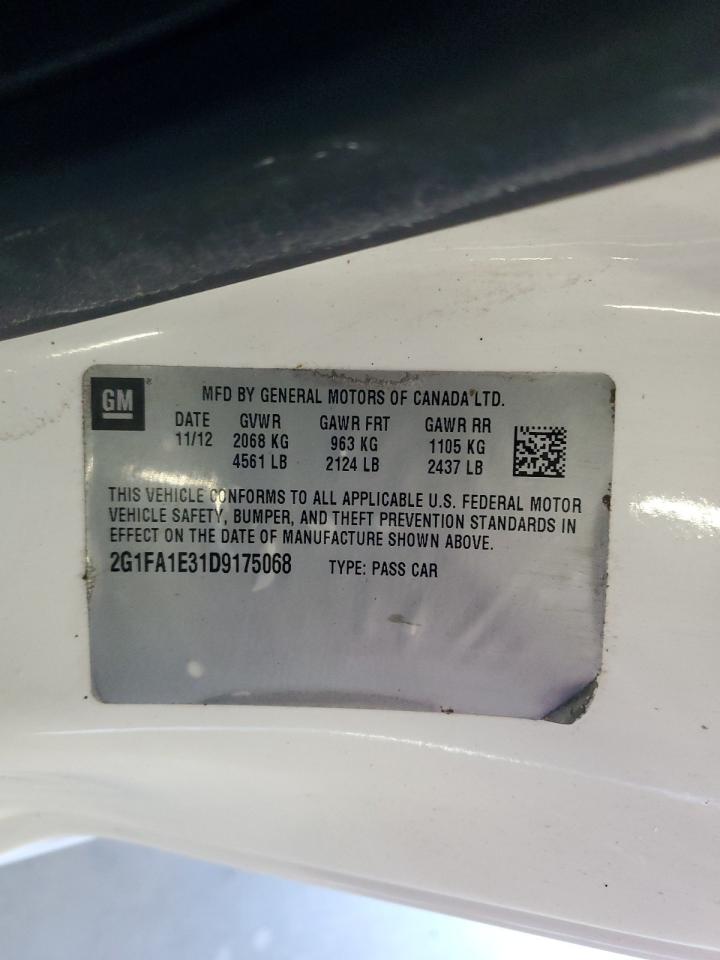 GM
MFD BY GENERAL MOTORS OF CANADA LTD.
DATE GVWR GAWR FRT GAWR RR
11/12 2068 KG 963 KG 1105 KG
4561 LB 2124 LB 2437 LB
THIS VEHICLE CONFORMS TO ALL APPLICABLE U.S. FEDERAL MOTOR
VEHICLE SAFETY, BUMPER, AND THEFT PREVENTION STANDARDS IN
EFFECT ON THE DATE OF MANUFACTURE SHOWN ABOVE.
2G1FA1E31D9175068 TYPE: PASS CAR